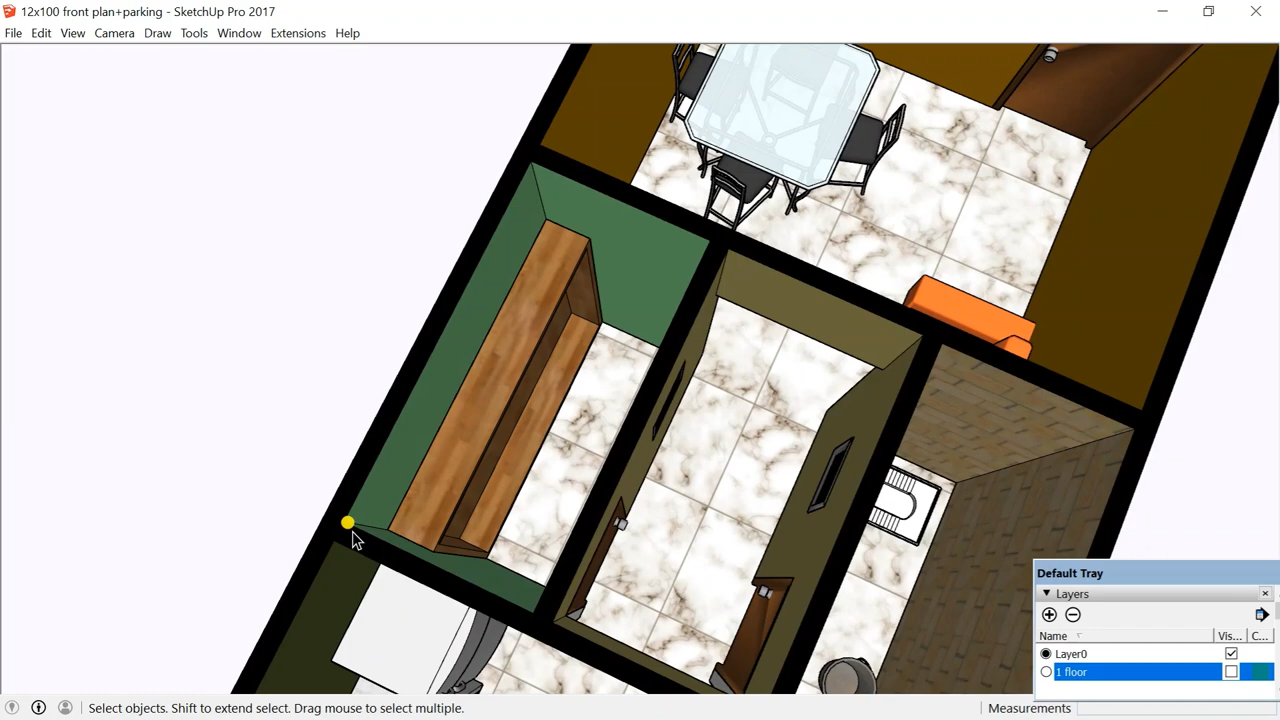 12x100 front plan+parking - SketchUp Pro 2017
File Edit View Camera Draw Tools Window Extensions Help
Default Tray
Layers
Name Vis... C...
Layer0
1 floor
Select objects. Shift to extend select. Drag mouse to select multiple. Measurements